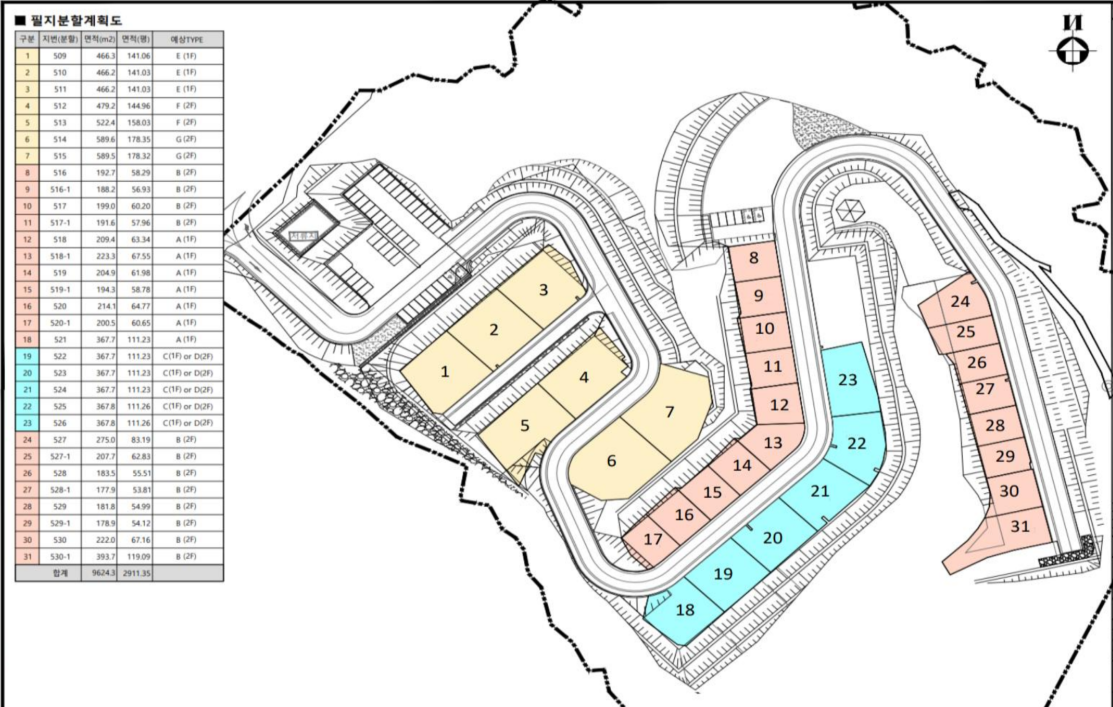 ■ 필지분할계획도
구분 지번(분할) 면적(m2) 면적(평) 예상TYPE
1 509 466.3 141.06 E (1F)
2 510 466.2 141.03 E (1F)
3 511 466.2 141.03 E (1F)
4 512 479.2 144.96 F (2F)
5 513 522.4 158.03 F (2F)
6 514 589.6 178.35 G (2F)
7 515 589.5 178.32 G (2F)
8 516 192.7 58.29 B (2F)
9 516-1 188.2 56.93 B (2F)
10 517 199.0 60.20 B (2F)
11 517-1 191.6 57.96 B (2F)
12 518 209.4 63.34 A (1F)
13 518-1 223.3 67.55 A (1F)
14 519 204.9 61.98 A (1F)
15 519-1 194.3 58.78 A (1F)
16 520 214.1 64.77 A (1F)
17 520-1 200.5 60.65 A (1F)
18 521 367.7 111.23 A (1F)
19 522 367.7 111.23 C(1F) or D(2F)
20 523 367.7 111.23 C(1F) or D(2F)
21 524 367.7 111.23 C(1F) or D(2F)
22 525 367.8 111.26 C(1F) or D(2F)
23 526 367.8 111.26 C(1F) or D(2F)
24 527 275.0 83.19 B (2F)
25 527-1 207.7 62.83 B (2F)
26 528 183.5 55.51 B (2F)
27 528-1 177.9 53.81 B (2F)
28 529 181.8 54.99 B (2F)
29 529-1 178.9 54.12 B (2F)
30 530 222.0 67.16 B (2F)
31 530-1 393.7 119.09 B (2F)
합계 9624.3 2911.35
N
저류지
1
2
3
4
5
6
7
8
9
10
11
12
13
14
15
16
17
18
19
20
21
22
23
24
25
26
27
28
29
30
31